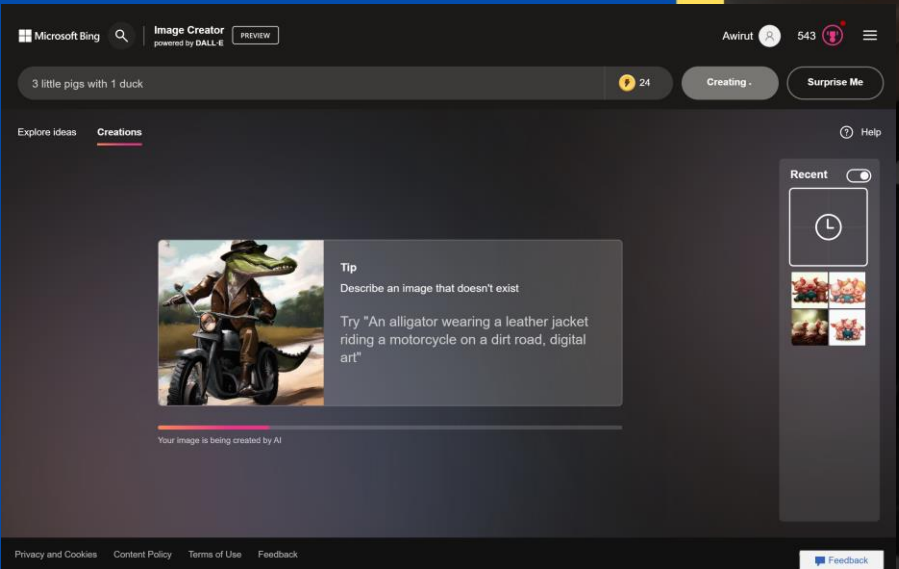 Microsoft Bing
Image Creator
powered by DALL·E
PREVIEW
Awirut
543
3 little pigs with 1 duck
24
Creating .
Surprise Me
Explore ideas
Creations
Help
Recent
Tip
Describe an image that doesn't exist
Try "An alligator wearing a leather jacket
riding a motorcycle on a dirt road, digital
art"
Your image is being created by AI
Privacy and Cookies
Content Policy
Terms of Use
Feedback
Feedback